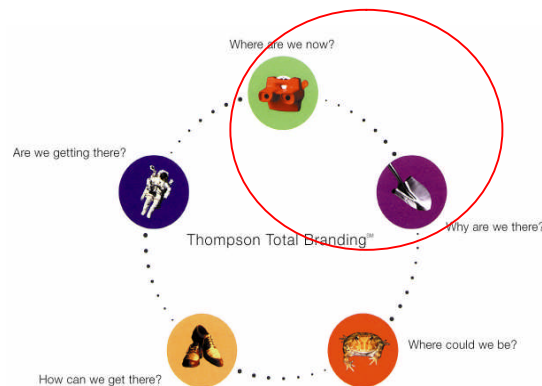 Where are we now?
Are we getting there?
Why are we there?
Thompson Total Branding℠
Where could we be?
How can we get there?